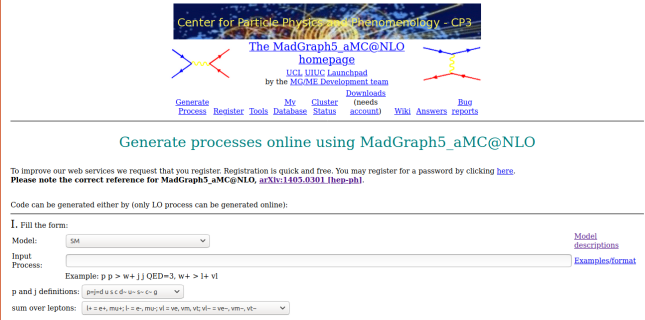 Center for Particle Physics and Phenomenology - CP3
The MadGraph5_aMC@NLO
homepage
UCL UIUC Launchpad
by the MG/ME Development team
Generate
Process
Register
Tools
My
Database
Cluster
Status
Downloads
(needs
account)
Wiki
Answers
Bug
reports
Generate processes online using MadGraph5_aMC@NLO
To improve our web services we request that you register. Registration is quick and free. You may register for a password by clicking here.
Please note the correct reference for MadGraph5_aMC@NLO, arXiv:1405.0301 [hep-ph].
Code can be generated either by (only LO process can be generated online):
I. Fill the form:
Model:
SM
Model
descriptions
Input
Process:
Examples/format
Example: p p > w+ j j QED=3, w+ > l+ vl
p and j definitions: p=j=d u s c d~ u~ s~ c~ g
sum over leptons: l+ = e+, mu+; l- = e-, mu-; vl = ve, vm, vt; vl~ = ve~, vm~, vt~